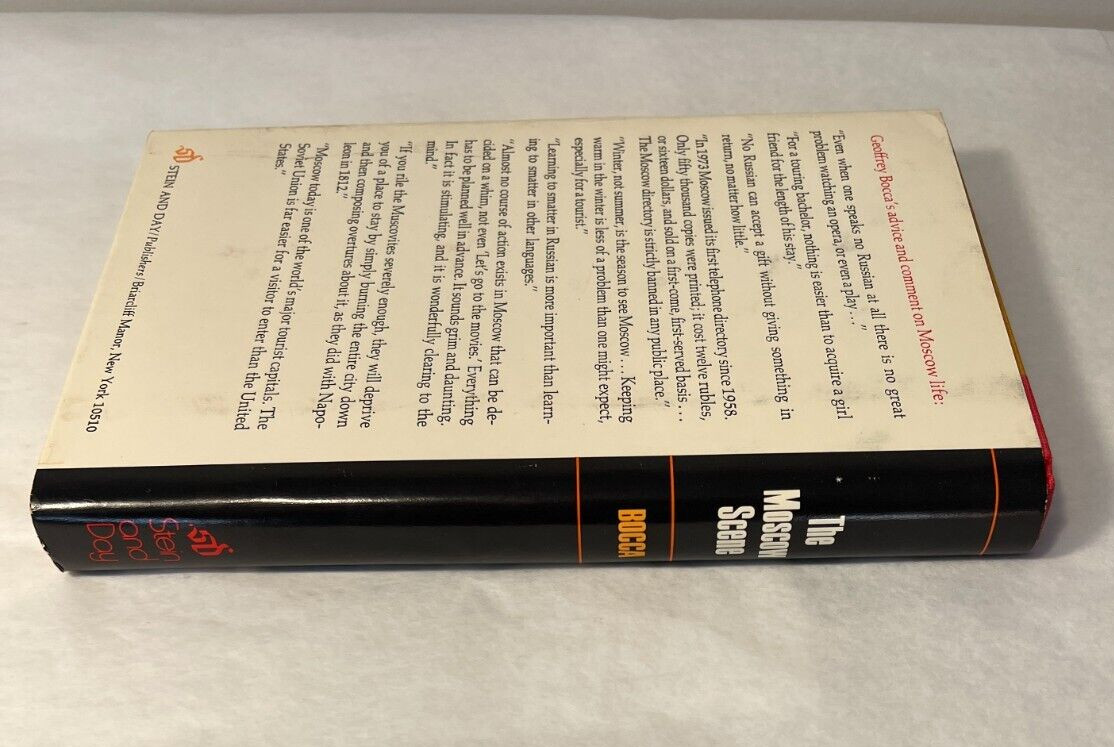 Geoffrey Bocca's advice and comment on Moscow life:
"Even when one speaks no Russian at all there is no great
problem watching an opera, or even a play . . ."
"For a touring bachelor, nothing is easier than to acquire a girl
friend for the length of his stay."
"No Russian can accept a gift without giving something in
return, no matter how little."
"In 1973 Moscow issued its first telephone directory since 1958.
Only fifty thousand copies were printed; it cost twelve rubles,
or sixteen dollars, and sold on a first-come, first-served basis . . .
The Moscow directory is strictly banned in any public place."
"Winter, not summer, is the season to see Moscow. . . . Keeping
warm in the winter is less of a problem than one might expect,
especially for a tourist."
"Learning to smatter in Russian is more important than learn-
ing to smatter in other languages."
"Almost no course of action exists in Moscow that can be de-
cided on a whim, not even 'Let's go to the movies.' Everything
has to be planned well in advance. It sounds grim and daunting.
In fact it is stimulating, and it is wonderfully clearing to the
mind."
"If you rile the Muscovites severely enough, they will deprive
you of a place to stay by simply burning the entire city down
and then composing overtures about it, as they did with Napo-
leon in 1812."
"Moscow today is one of the world's major tourist capitals. The
Soviet Union is far easier for a visitor to enter than the United
States."
SD STEIN AND DAY/Publishers/Briarcliff Manor, New York 10510
The
Moscow
Scene
BOCCA
SD
Stein
and
Day